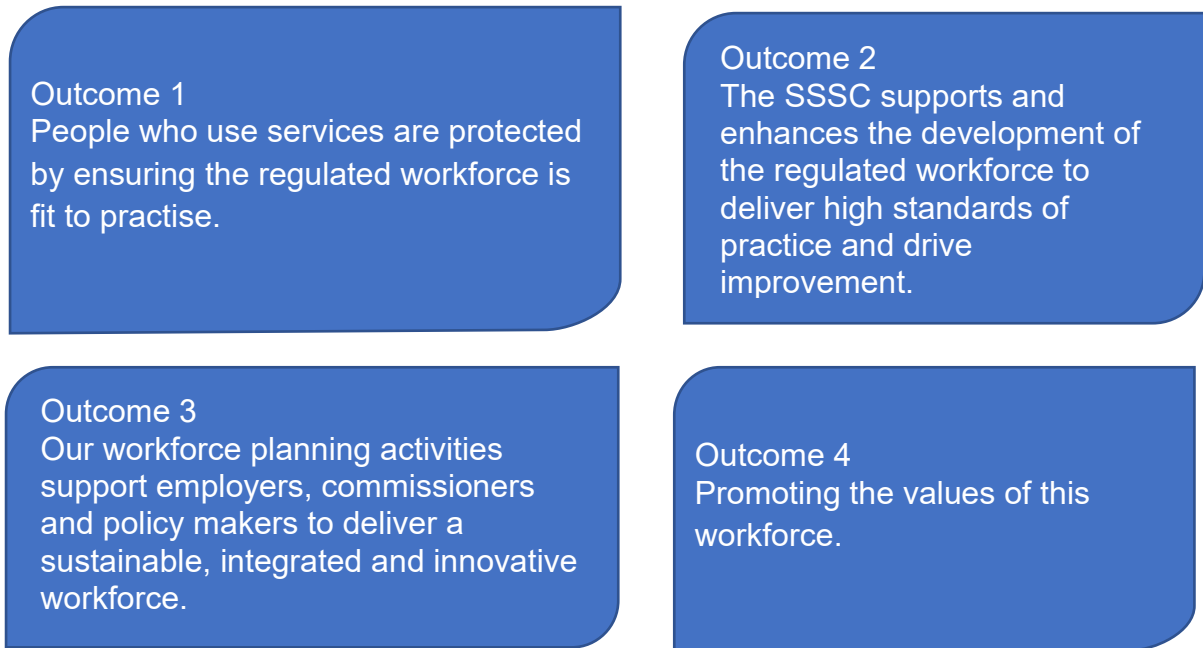 Outcome 1
People who use services are protected
by ensuring the regulated workforce is
fit to practise.
Outcome 2
The SSSC supports and
enhances the development of
the regulated workforce to
deliver high standards of
practice and drive
improvement.
Outcome 3
Our workforce planning activities
support employers, commissioners
and policy makers to deliver a
sustainable, integrated and innovative
workforce.
Outcome 4
Promoting the values of this
workforce.